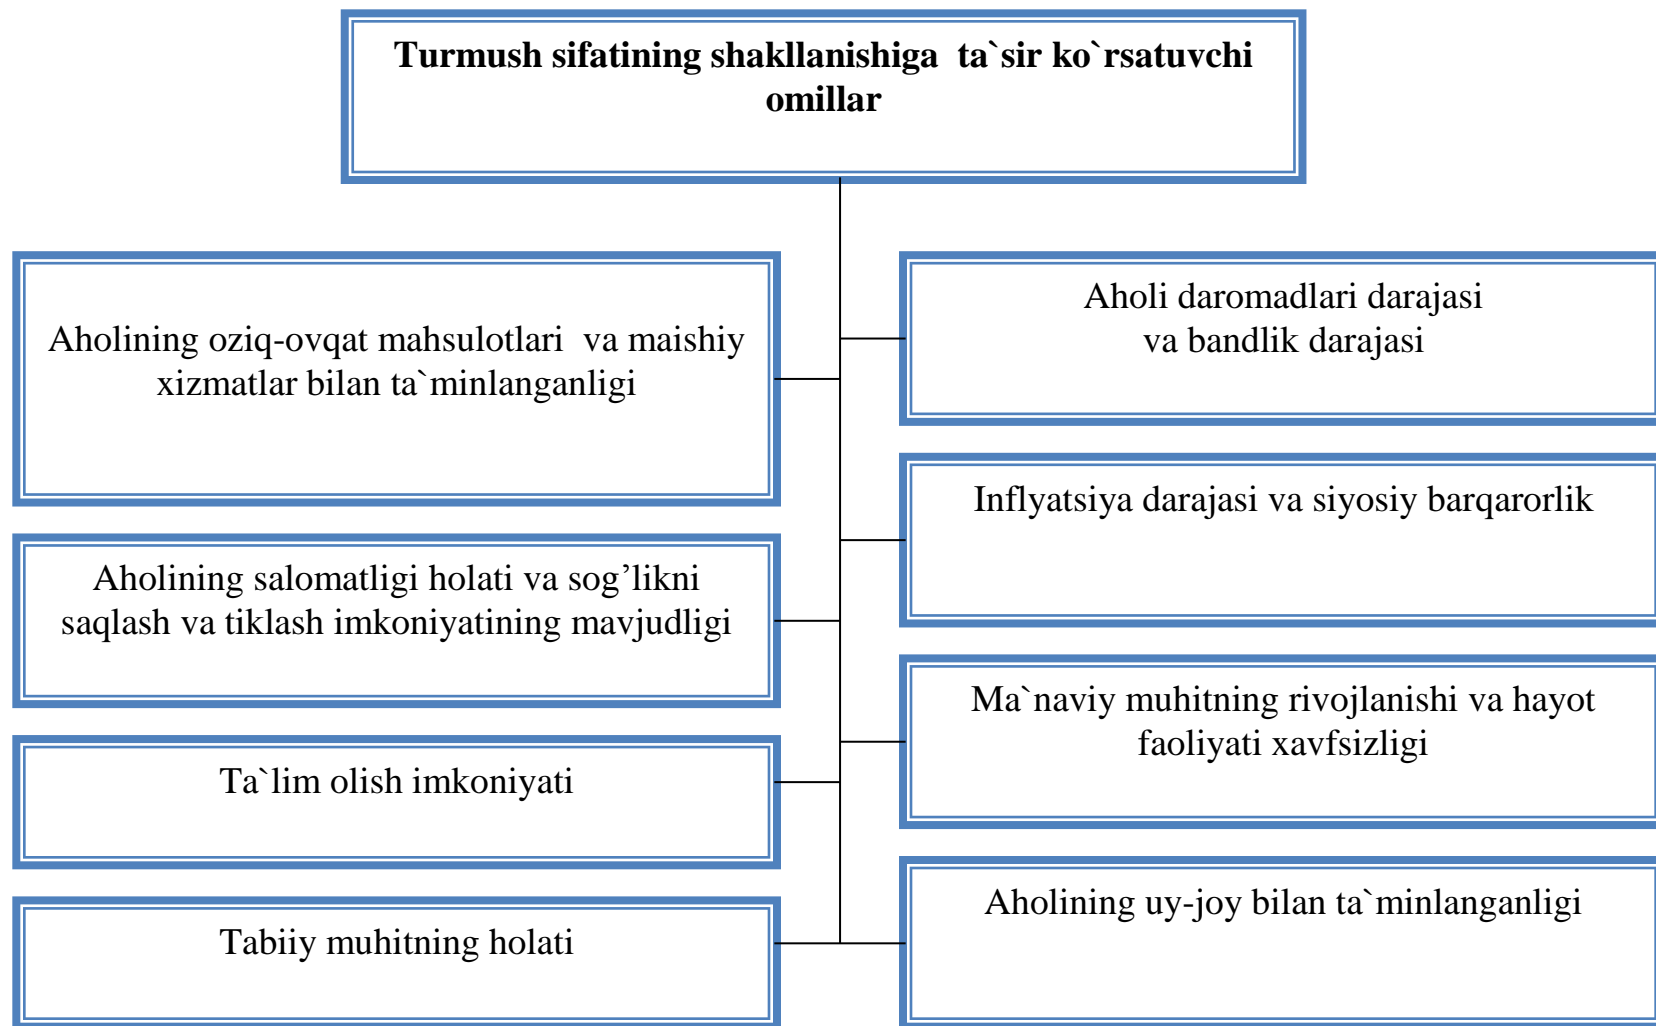 Turmush sifatining shakllanishiga  ta`sir ko`rsatuvchi
omillar
Aholining oziq-ovqat mahsulotlari  va maishiy
xizmatlar bilan ta`minlanganligi
Aholining salomatligi holati va sog’likni
saqlash va tiklash imkoniyatining mavjudligi
Ta`lim olish imkoniyati
Tabiiy muhitning holati
Aholi daromadlari darajasi
va bandlik darajasi
Inflyatsiya darajasi va siyosiy barqarorlik
Ma`naviy muhitning rivojlanishi va hayot
faoliyati xavfsizligi
Aholining uy-joy bilan ta`minlanganligi